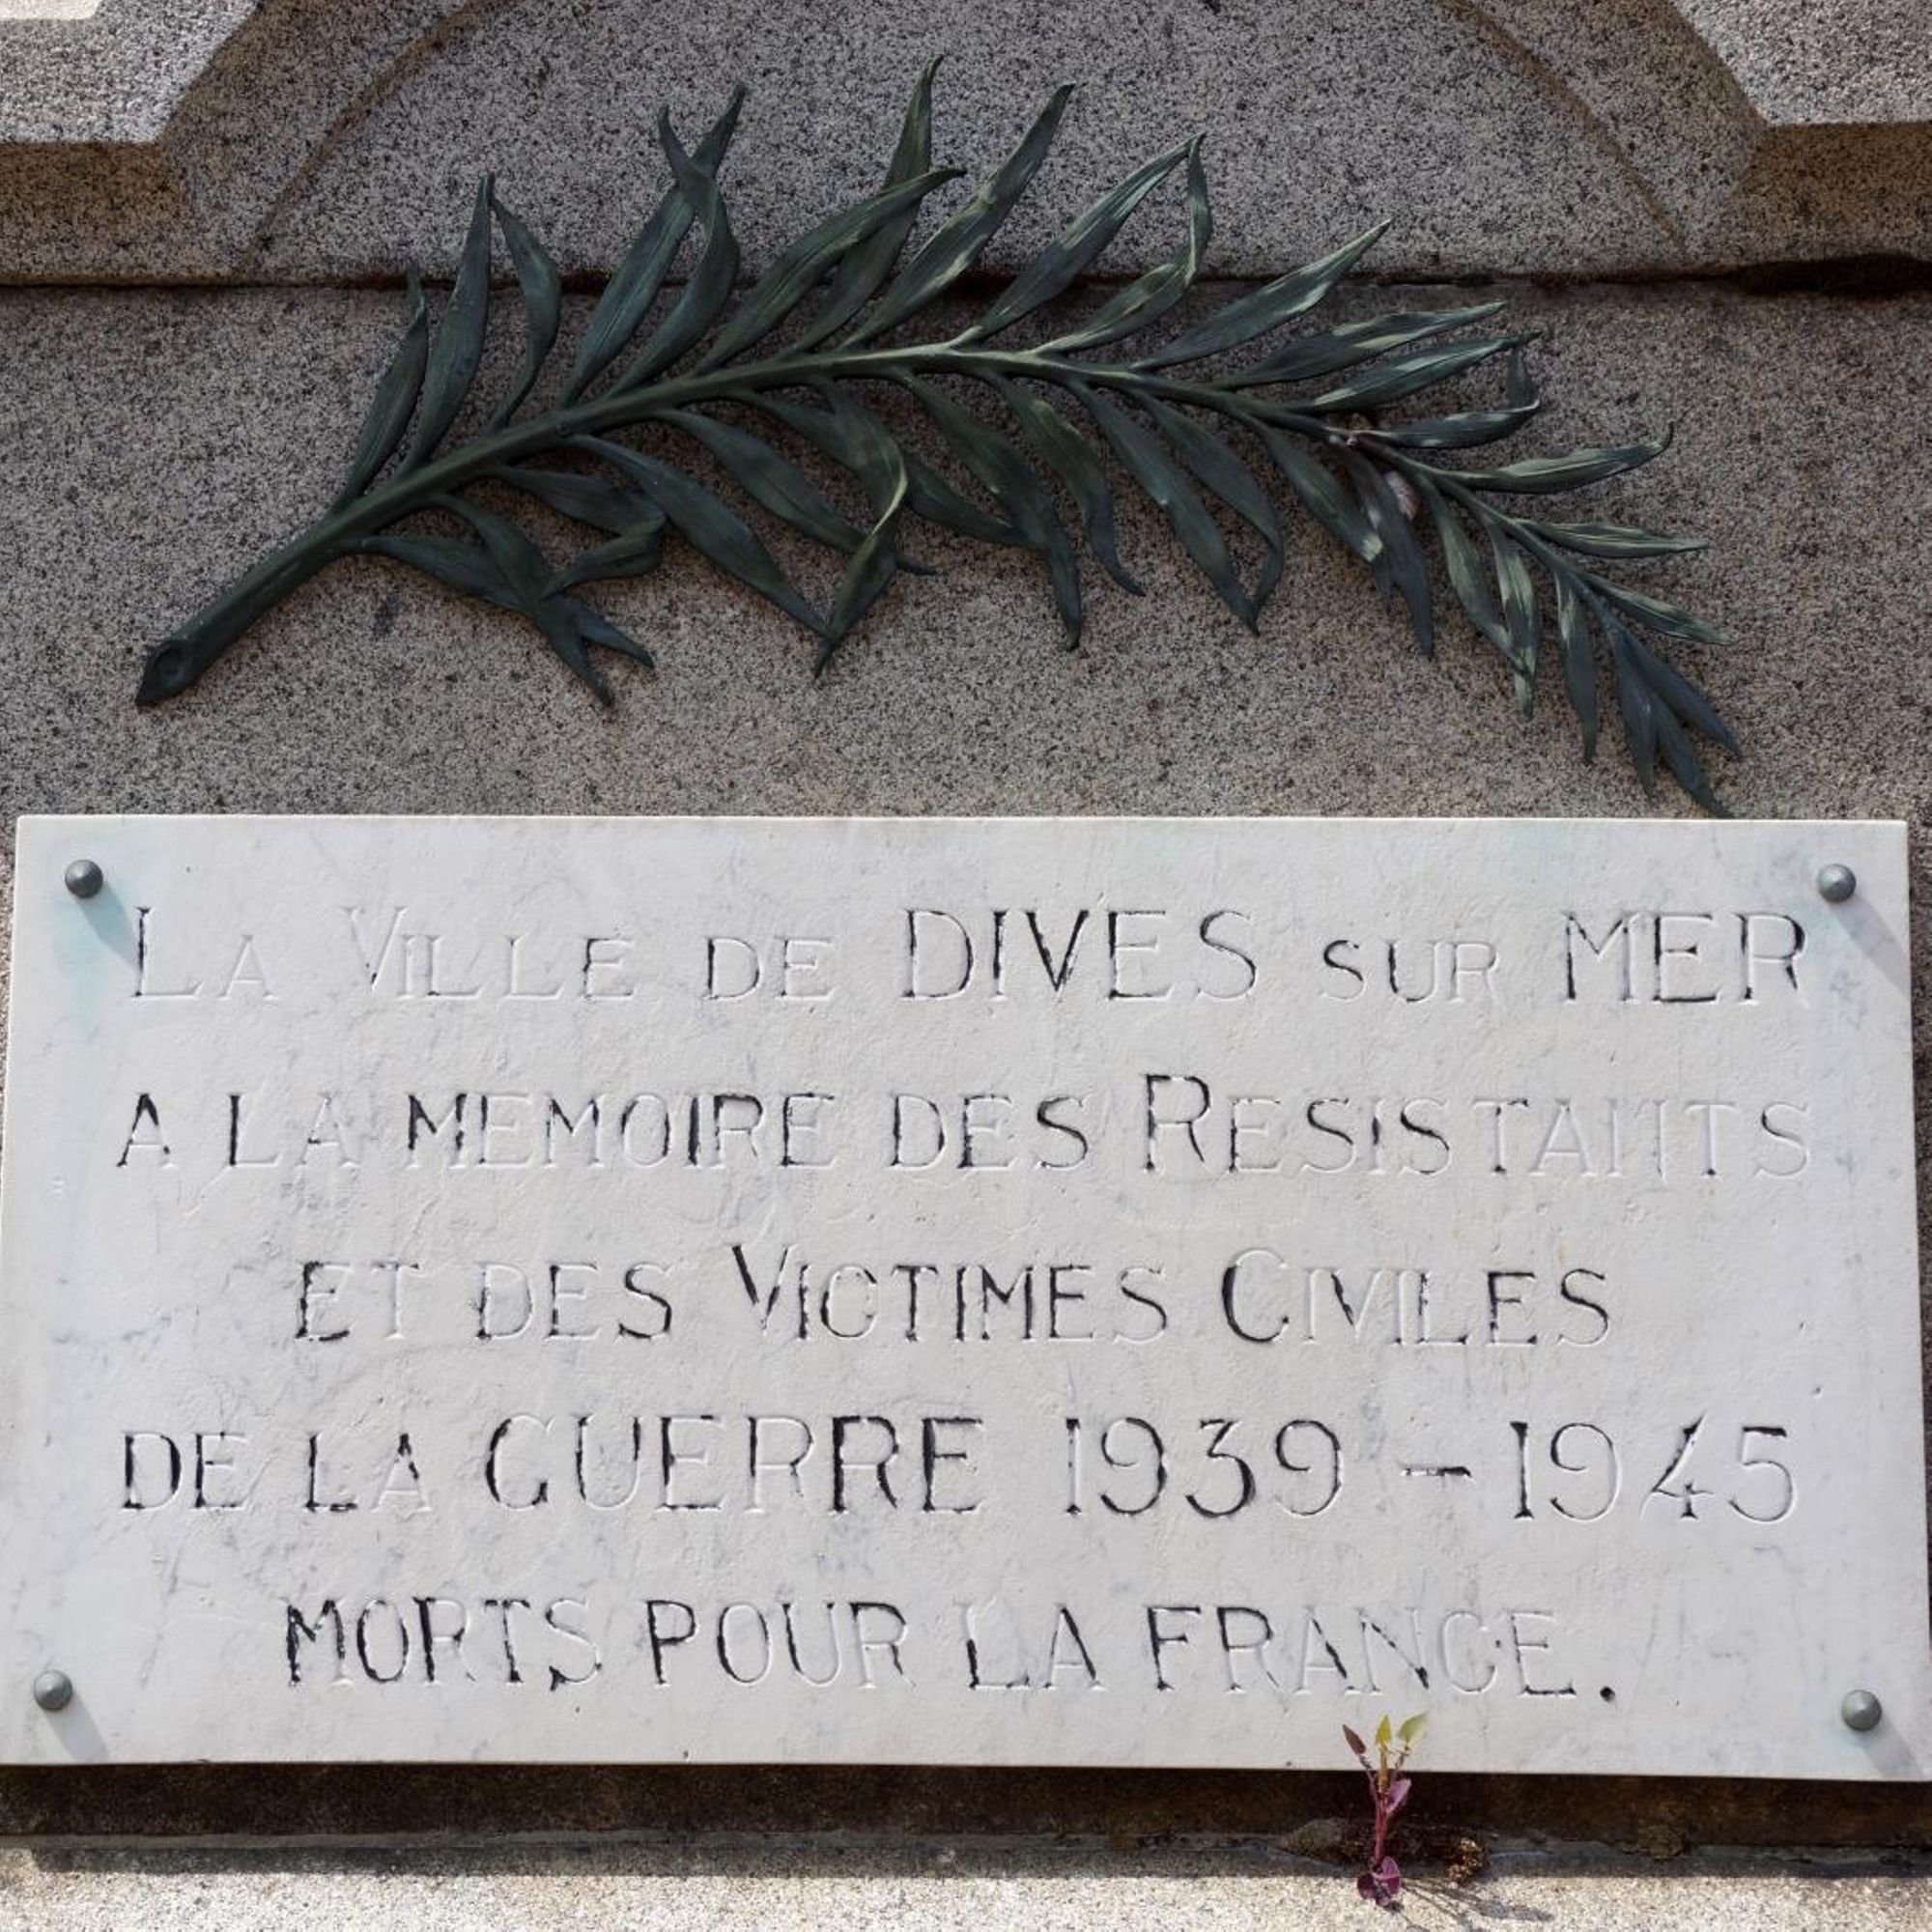 LA VILLE DE DIVES SUR MER
A LA MEMOIRE DES RESISTANTS
ET DES VICTIMES CIVILES
DE LA GUERRE 1939 - 1945
MORTS POUR LA FRANCE.